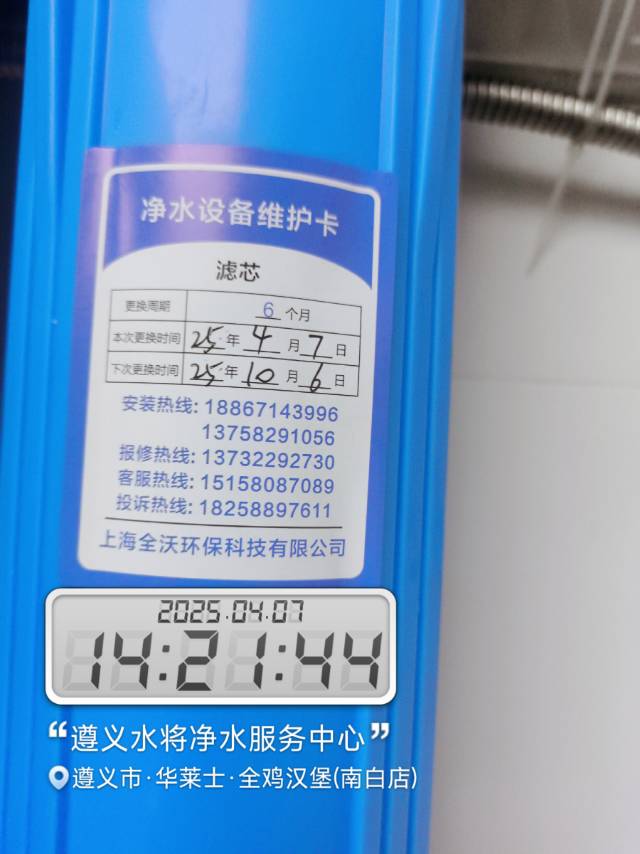 净水设备维护卡
滤芯
更换周期 6 个月
本次更换时间 25 年 4 月 7 日
下次更换时间 25 年 10 月 6 日
安装热线: 18867143996
13758291056
报修热线: 13732292730
客服热线: 15158087089
投诉热线: 18258897611
上海全沃环保科技有限公司
2025.04.07
14:21:44
“遵义水将净水服务中心”
遵义市·华莱士·全鸡汉堡(南白店)